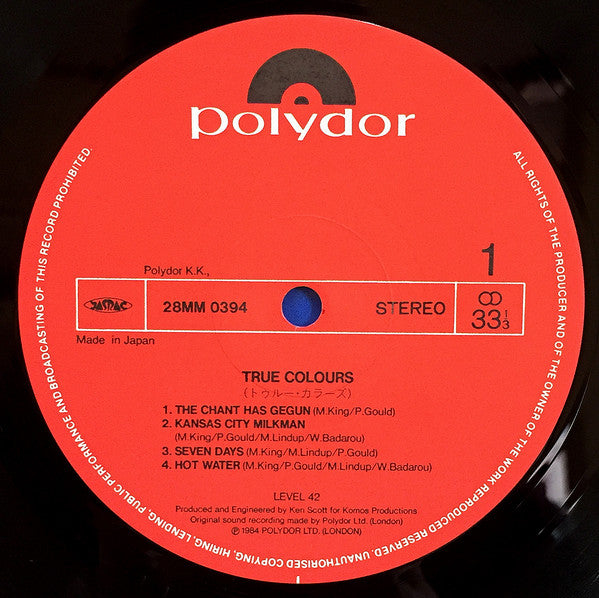 polydor
1
Polydor K.K.,
JASRAC
28MM 0394
STEREO
33 1/3
Made in Japan
TRUE COLOURS
(トゥルー・カラーズ)
1. THE CHANT HAS GEGUN (M.King/P.Gould)
2. KANSAS CITY MILKMAN
(M.King/P.Gould/M.Lindup/W.Badarou)
3. SEVEN DAYS (M.King/M.Lindup/P.Gould)
4. HOT WATER (M.King/P.Gould/M.Lindup/W.Badarou)
LEVEL 42
Produced and Engineered by Ken Scott for Komos Productions
Original sound recording made by Polydor Ltd. (London)
℗ 1984 POLYDOR LTD. (LONDON)
ALL RIGHTS OF THE PRODUCER AND OF THE OWNER OF THE WORK REPRODUCED RESERVED. UNAUTHORISED COPYING, HIRING, LENDING, PUBLIC PERFORMANCE AND BROADCASTING OF THIS RECORD PROHIBITED.